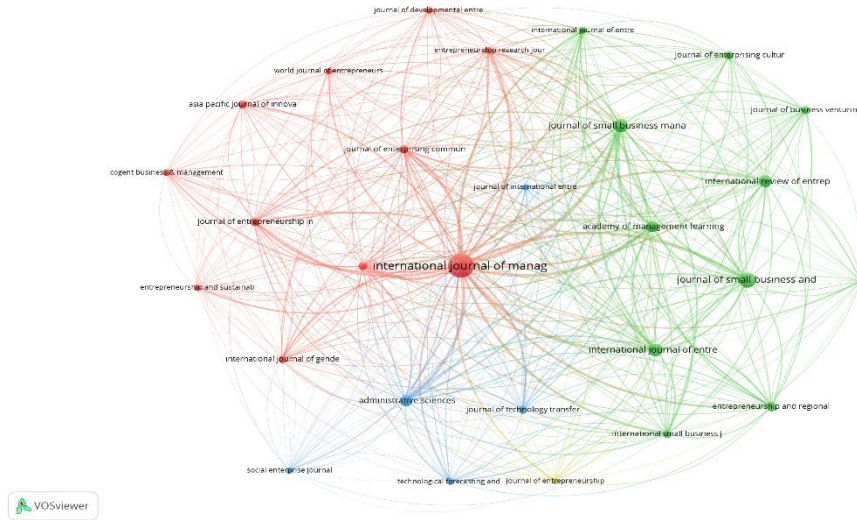 journal of developmental entre
international journal of entre
entrepreneurship research jour
journal of enterprising cultur
world journal of entrepreneurs
asia pacific journal of innova
journal of business venturin
journal of small business mana
journal of enterprising commun
cogent business & management
journal of international entre
international review of entrep
journal of entrepreneurship in
academy of management learning
international journal of manag
journal of small business and
entrepreneurship and sustainab
international journal of entre
international journal of gende
administrative sciences
journal of technology transfer
entrepreneurship and regional
international small business j
social enterprise journal
technological forecasting and
journal of entrepreneurship
VOSviewer